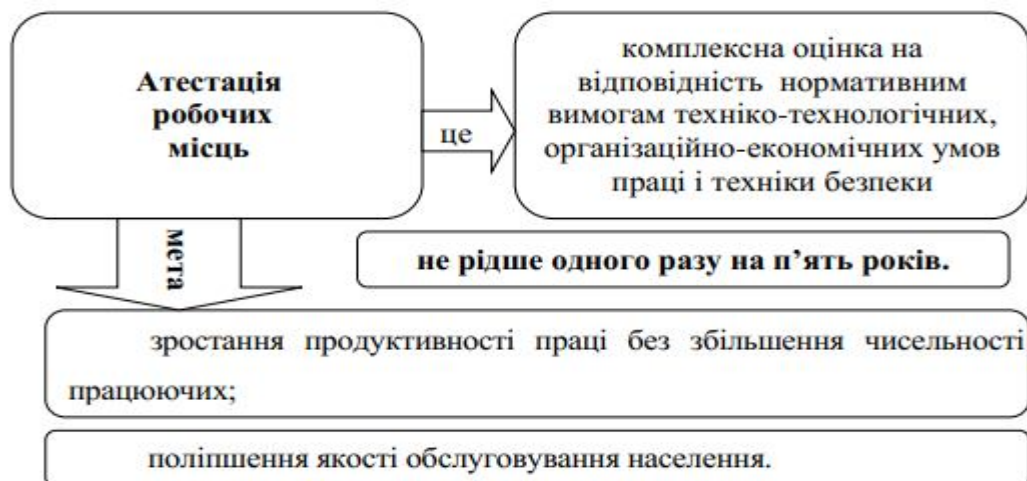 Атестація
робочих
місць
це
комплексна оцінка на
відповідність нормативним
вимогам техніко-технологічних,
організаційно-економічних умов
праці і техніки безпеки
мета
не рідше одного разу на п’ять років.
зростання продуктивності праці без збільшення чисельності
працюючих;
поліпшення якості обслуговування населення.